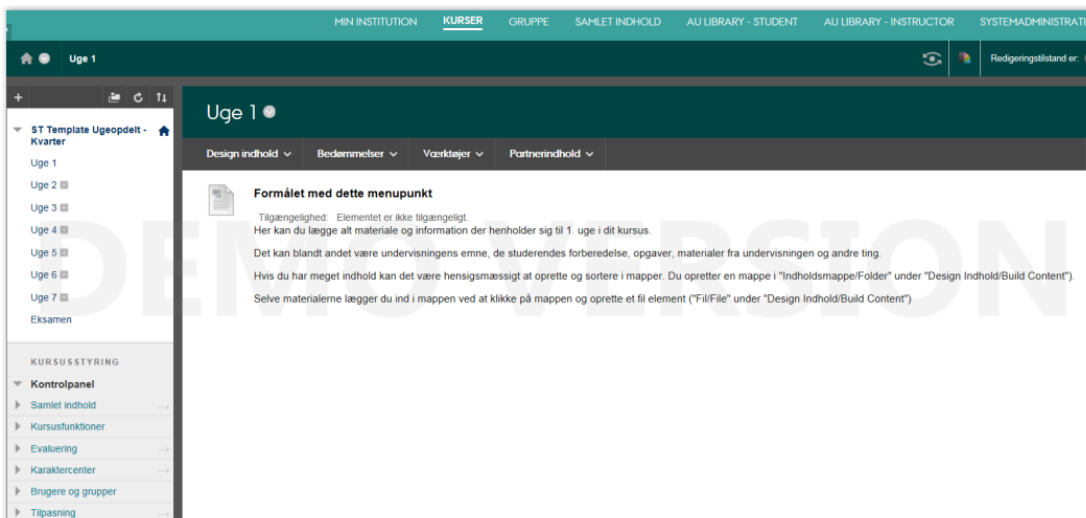 MIN INSTITUTION KURSER GRUPPE SAMLET INDHOLD AU LIBRARY - STUDENT AU LIBRARY - INSTRUCTOR SYSTEMADMINISTRATI
Uge 1
Redigeringstilstand er:
ST Template Ugeopdelt - Kvarter
Uge 1
Uge 2
Uge 3
Uge 4
Uge 5
Uge 6
Uge 7
Eksamen
KURSUSSTYRING
Kontrolpanel
Samlet indhold
Kursusfunktioner
Evaluering
Karaktercenter
Brugere og grupper
Tilpasning
Uge 1
Design indhold Bedømmelser Værktøjer Partnerindhold
Formålet med dette menupunkt
Tilgængelighed: Elementet er ikke tilgængeligt.
Her kan du lægge alt materiale og information der henholder sig til 1. uge i dit kursus.
Det kan blandt andet være undervisningens emne, de studerendes forberedelse, opgaver, materialer fra undervisningen og andre ting.
Hvis du har meget indhold kan det være hensigsmæssigt at oprette og sortere i mapper. Du opretter en mappe i "Indholdsmappe/Folder" under "Design Indhold/Build Content").
Selve materialerne lægger du ind i mappen ved at klikke på mappen og oprette et fil element ("Fil/File" under "Design Indhold/Build Content")
DEMO VERSION